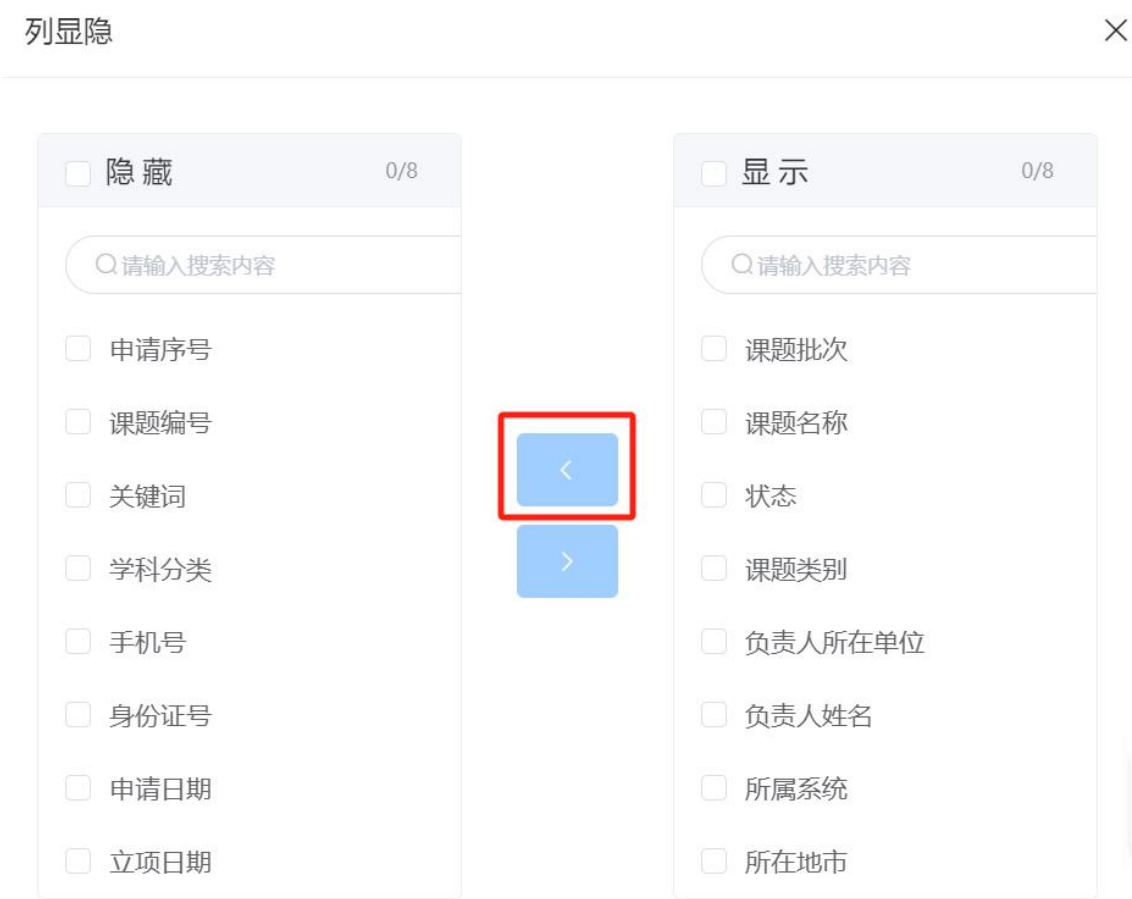 列显隐
隐 藏 0/8
请输入搜索内容
申请序号
课题编号
关键词
学科分类
手机号
身份证号
申请日期
立项日期
显 示 0/8
请输入搜索内容
课题批次
课题名称
状态
课题类别
负责人所在单位
负责人姓名
所属系统
所在地市